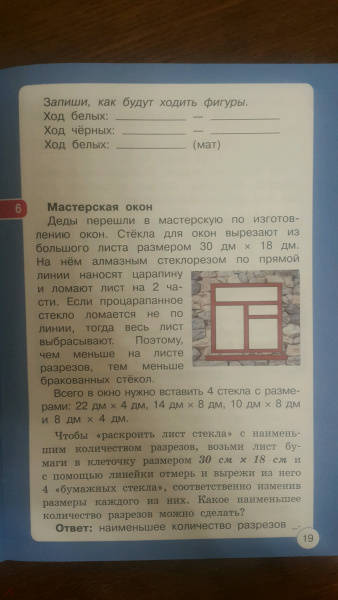 Запиши, как будут ходить фигуры.
Ход белых: ____________ — ____________
Ход чёрных: ____________ — ____________
Ход белых: ____________ (мат)
6
Мастерская окон
Деды перешли в мастерскую по изготов-
лению окон. Стёкла для окон вырезают из
большого листа размером 30 дм × 18 дм.
На нём алмазным стеклорезом по прямой
линии наносят царапину
и ломают лист на 2 ча-
сти. Если процарапанное
стекло ломается не по
линии, тогда весь лист
выбрасывают. Поэтому,
чем меньше на листе
разрезов, тем меньше
бракованных стёкол.
Всего в окно нужно вставить 4 стекла с разме-
рами: 22 дм × 4 дм, 14 дм × 8 дм, 10 дм × 8 дм
и 8 дм × 4 дм.
Чтобы «раскроить лист стекла» с наимень-
шим количеством разрезов, возьми лист бу-
маги в клеточку размером 30 см × 18 см и
с помощью линейки отмерь и вырежи из него
4 «бумажных стекла», соответственно изменив
размеры каждого из них. Какое наименьшее
количество разрезов можно сделать?
Ответ: наименьшее количество разрезов
19